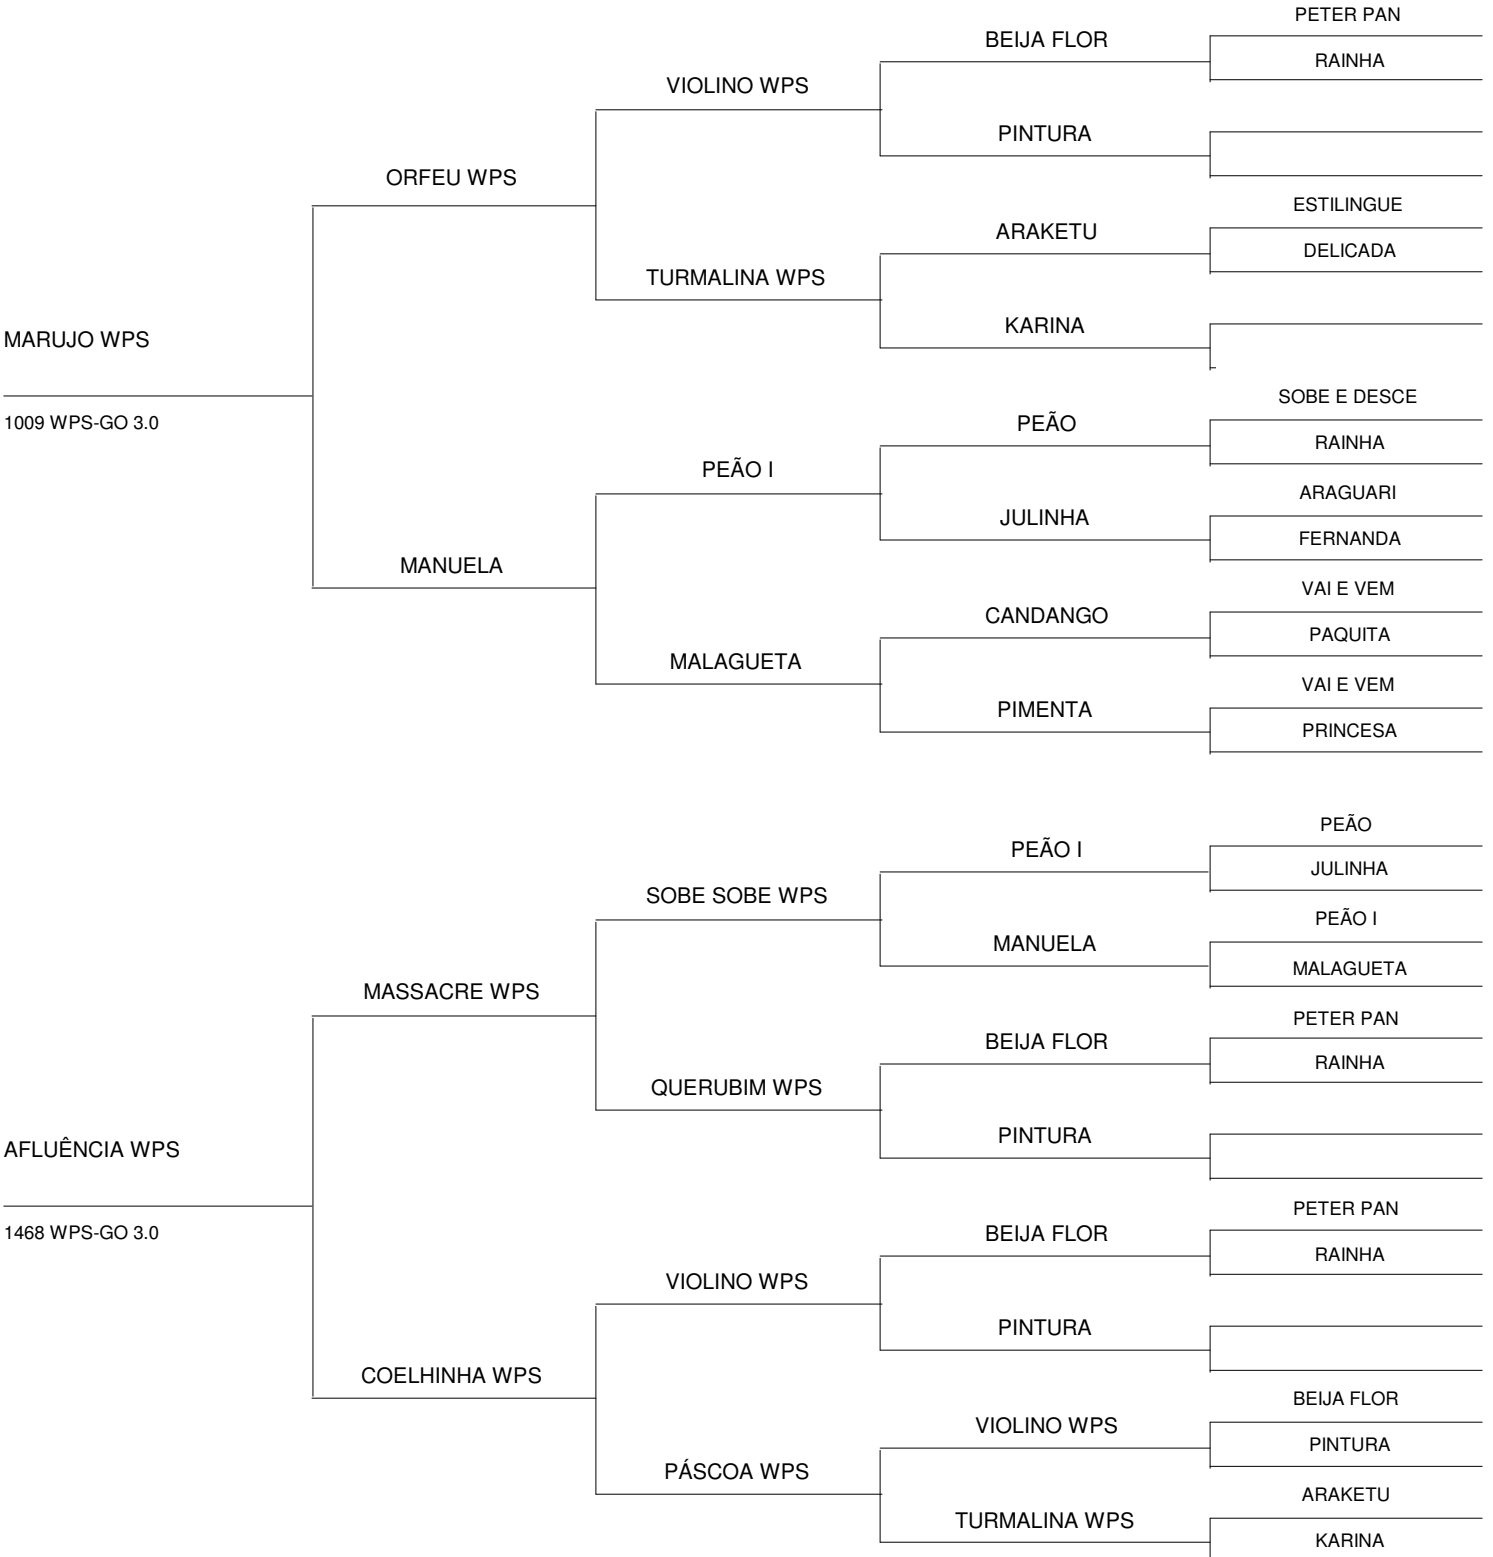 PETER PAN
BEIJA FLOR
RAINHA
VIOLINO WPS
PINTURA
ORFEU WPS
ESTILINGUE
ARAKETU
DELICADA
TURMALINA WPS
KARINA
MARUJO WPS
SOBE E DESCE
1009 WPS-GO 3.0
PEÃO
RAINHA
PEÃO I
ARAGUARI
JULINHA
FERNANDA
MANUELA
VAI E VEM
CANDANGO
PAQUITA
MALAGUETA
VAI E VEM
PIMENTA
PRINCESA
PEÃO
PEÃO I
JULINHA
SOBE SOBE WPS
PEÃO I
MANUELA
MALAGUETA
MASSACRE WPS
PETER PAN
BEIJA FLOR
RAINHA
QUERUBIM WPS
PINTURA
AFLUÊNCIA WPS
PETER PAN
1468 WPS-GO 3.0
BEIJA FLOR
RAINHA
VIOLINO WPS
PINTURA
COELHINHA WPS
BEIJA FLOR
VIOLINO WPS
PINTURA
PÁSCOA WPS
ARAKETU
TURMALINA WPS
KARINA